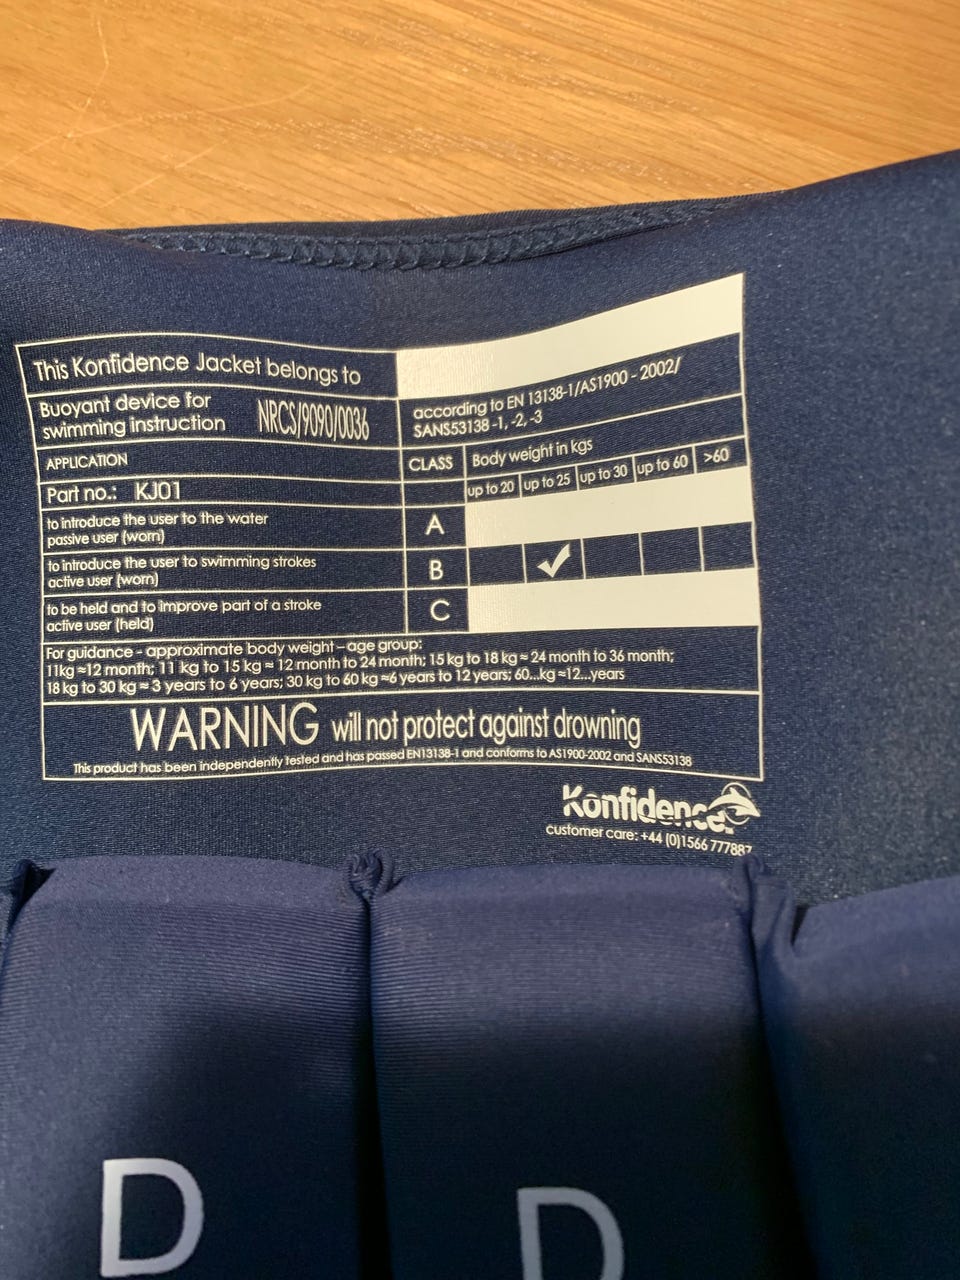 This Konfidence Jacket belongs to
Buoyant device for
swimming instruction NRCS/9090/0036
according to EN 13138-1/AS1900 - 2002/
SANS53138 -1, -2, -3
APPLICATION
CLASS
Body weight in kgs
Part no.: KJ01
up to 20 up to 25 up to 30 up to 60 >60
to introduce the user to the water
passive user (worn)
A
to introduce the user to swimming strokes
active user (worn)
B ✓
to be held and to improve part of a stroke
active user (held)
C
For guidance - approximate body weight – age group:
11kg ≈12 month; 11 kg to 15 kg ≈ 12 month to 24 month; 15 kg to 18 kg ≈ 24 month to 36 month;
18 kg to 30 kg ≈ 3 years to 6 years; 30 kg to 60 kg ≈6 years to 12 years; 60...kg ≈12...years
WARNING will not protect against drowning
This product has been independently tested and has passed EN13138-1 and conforms to AS1900-2002 and SANS53138
Konfidence
customer care: +44 (0)1566 777887
D D